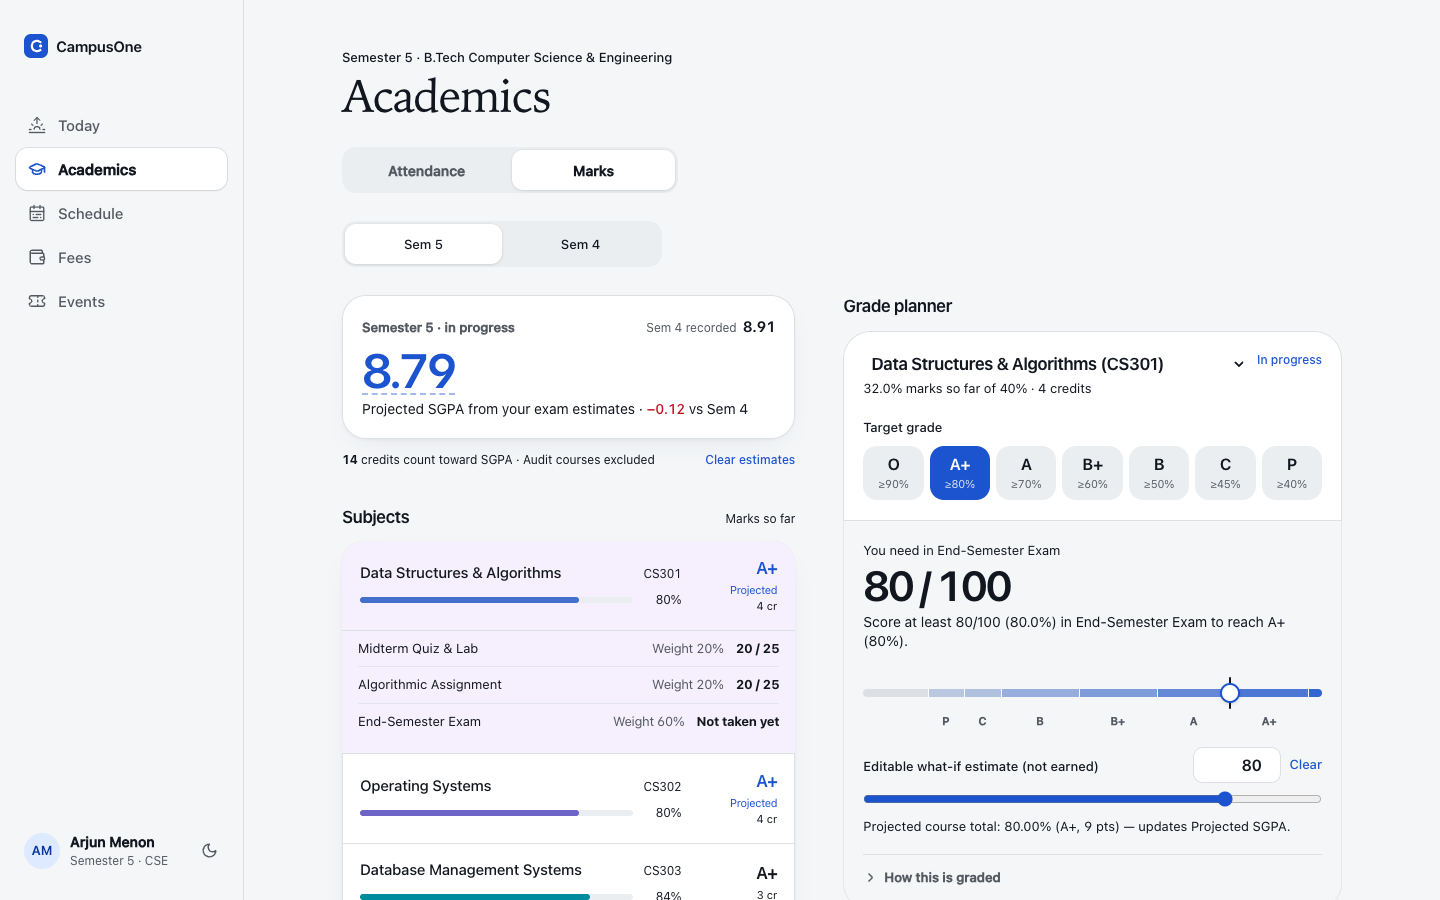 CampusOne
Today
Academics
Schedule
Fees
Events
AM
Arjun Menon
Semester 5 · CSE
Semester 5 · B.Tech Computer Science & Engineering
Academics
Attendance
Marks
Sem 5
Sem 4
Semester 5 · in progress
Sem 4 recorded 8.91
8.79
Projected SGPA from your exam estimates · −0.12 vs Sem 4
14 credits count toward SGPA · Audit courses excluded
Clear estimates
Subjects
Marks so far
Data Structures & Algorithms
CS301
A+
80%
Projected
4 cr
Midterm Quiz & Lab
Weight 20% 20 / 25
Algorithmic Assignment
Weight 20% 20 / 25
End-Semester Exam
Weight 60% Not taken yet
Operating Systems
CS302
A+
80%
Projected
4 cr
Database Management Systems
CS303
A+
84%
3 cr
Grade planner
Data Structures & Algorithms (CS301)
In progress
32.0% marks so far of 40% · 4 credits
Target grade
O
≥90%
A+
≥80%
A
≥70%
B+
≥60%
B
≥50%
C
≥45%
P
≥40%
You need in End-Semester Exam
80 / 100
Score at least 80/100 (80.0%) in End-Semester Exam to reach A+
(80%).
P C B B+ A A+
Editable what-if estimate (not earned)
80
Clear
Projected course total: 80.00% (A+, 9 pts) — updates Projected SGPA.
How this is graded